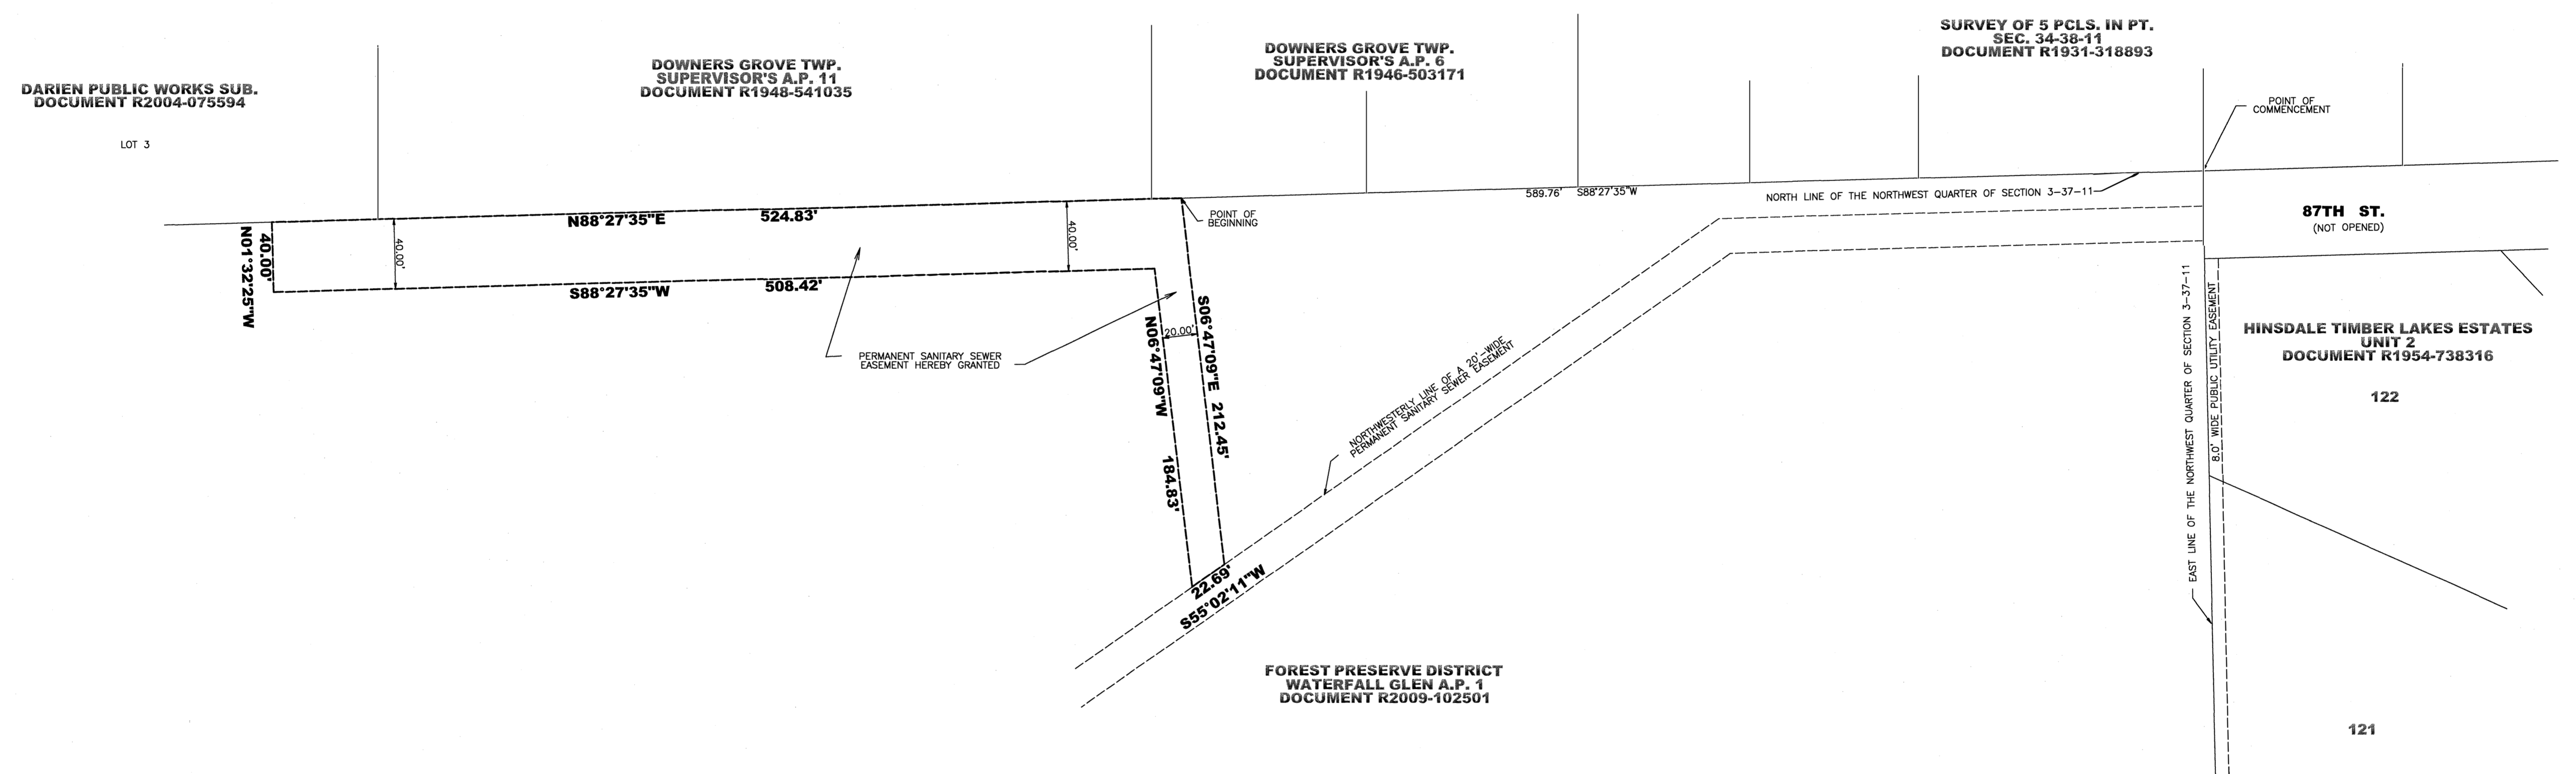 SURVEY OF 5 PCLS. IN PT.
SEC. 34-38-11
DOCUMENT R1931-318893
DOWNERS GROVE TWP.
SUPERVISOR'S A.P. 6
DOCUMENT R1946-503171
DOWNERS GROVE TWP.
SUPERVISOR'S A.P. 11
DOCUMENT R1948-541035
DARIEN PUBLIC WORKS SUB.
DOCUMENT R2004-075594
LOT 3
POINT OF
COMMENCEMENT
589.76' S88°27'35"W
NORTH LINE OF THE NORTHWEST QUARTER OF SECTION 3-37-11
87TH ST.
(NOT OPENED)
POINT OF
BEGINNING
N88°27'35"E 524.83'
40.00'
N01°32'25"W
40.00'
40.00'
S88°27'35"W 508.42'
PERMANENT SANITARY SEWER
EASEMENT HEREBY GRANTED
20.00'
S06°47'09"E 212.45'
N06°47'09"W 184.83'
22.69'
S55°02'11"W
NORTHWESTERLY LINE OF A 20'-WIDE
PERMANENT SANITARY SEWER EASEMENT
EAST LINE OF THE NORTHWEST QUARTER OF SECTION 3-37-11
8.0' WIDE PUBLIC UTILITY EASEMENT
HINSDALE TIMBER LAKES ESTATES
UNIT 2
DOCUMENT R1954-738316
122
FOREST PRESERVE DISTRICT
WATERFALL GLEN A.P. 1
DOCUMENT R2009-102501
121